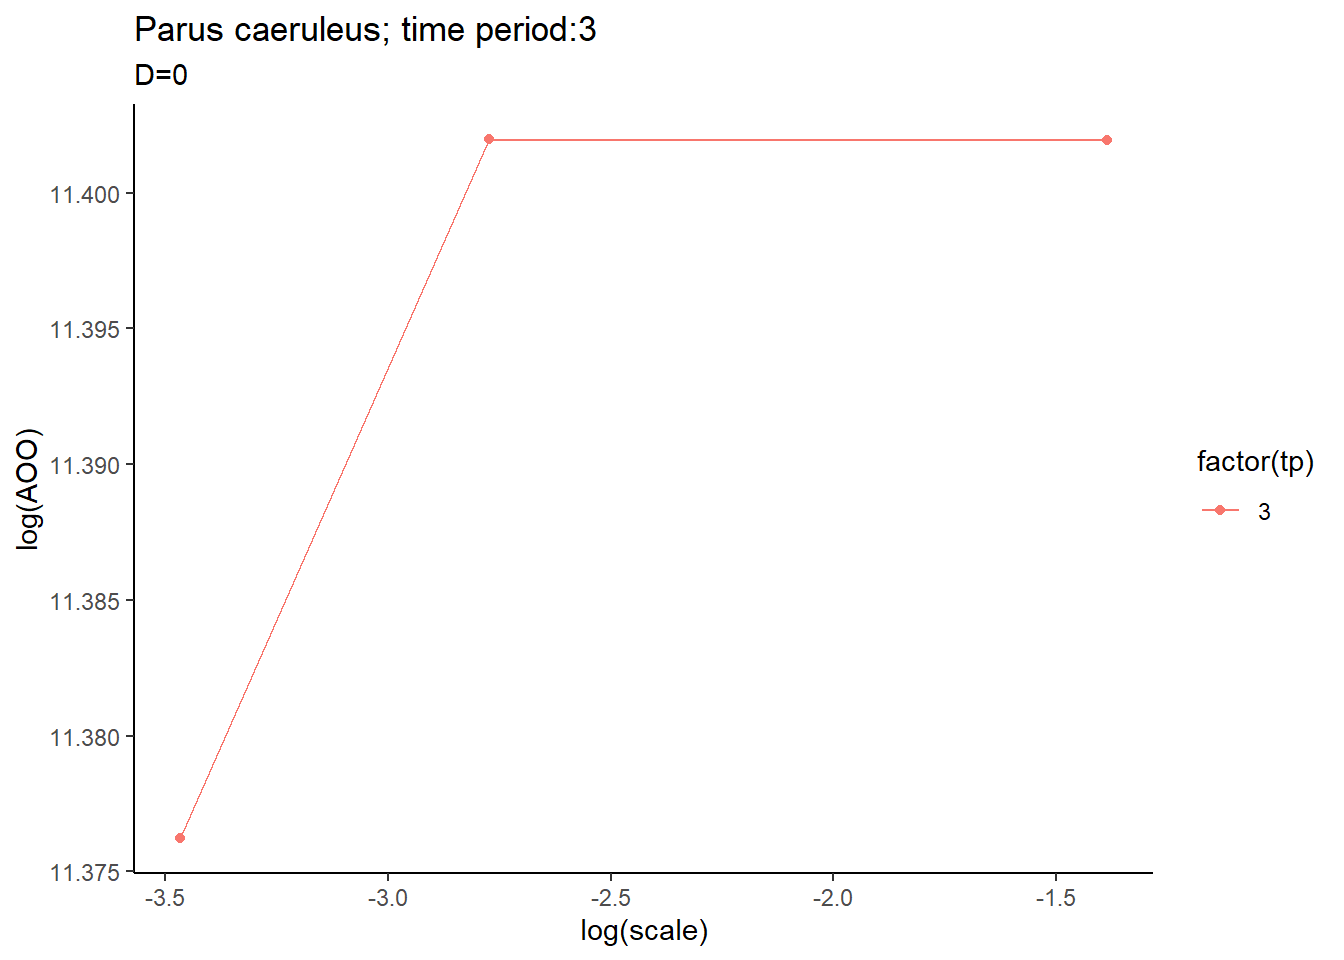 Parus caeruleus; time period:3
D=0
11.400
11.395
11.390
11.385
11.380
11.375
log(AOO)
-3.5
-3.0
-2.5
-2.0
-1.5
log(scale)
factor(tp)
3